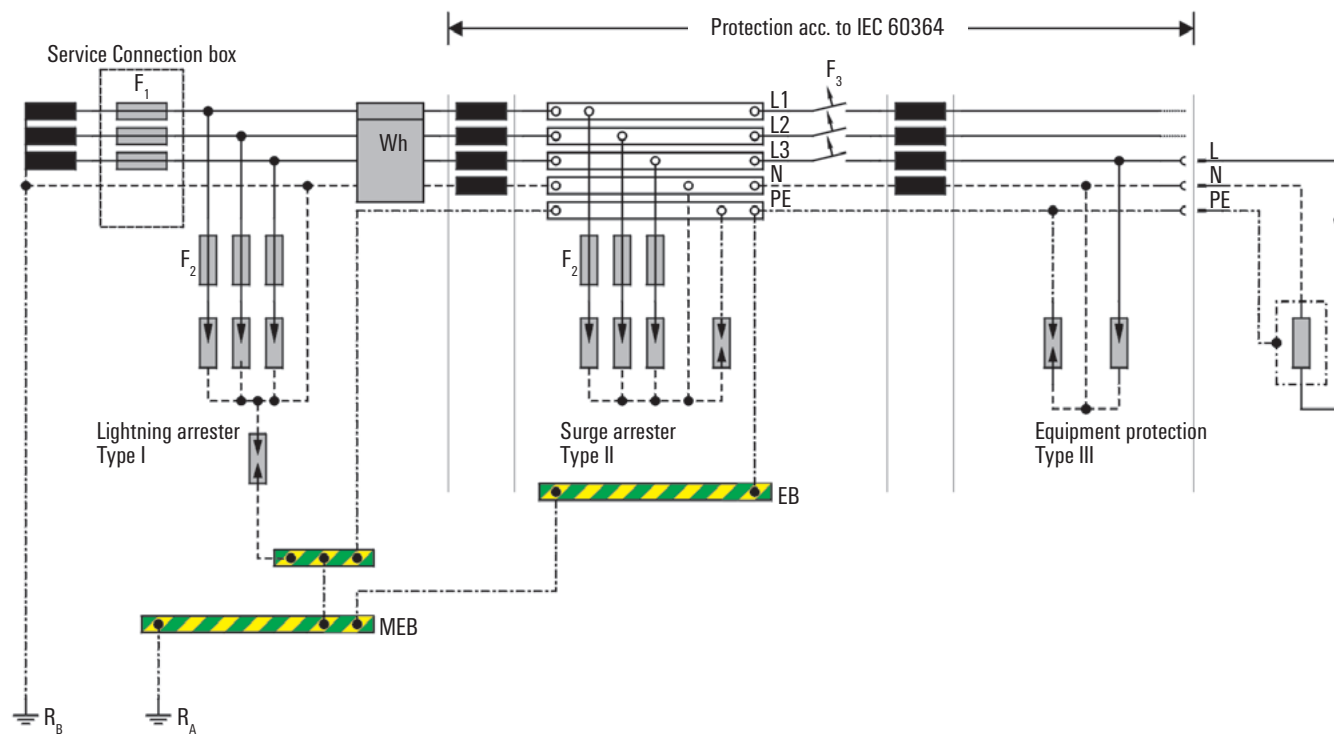 Protection acc. to IEC 60364
Service Connection box
F1
F3
L1
L2
L3
N
PE
Wh
L
N
PE
F2
F2
Lightning arrester
Type I
Surge arrester
Type II
Equipment protection
Type III
EB
MEB
RB
RA